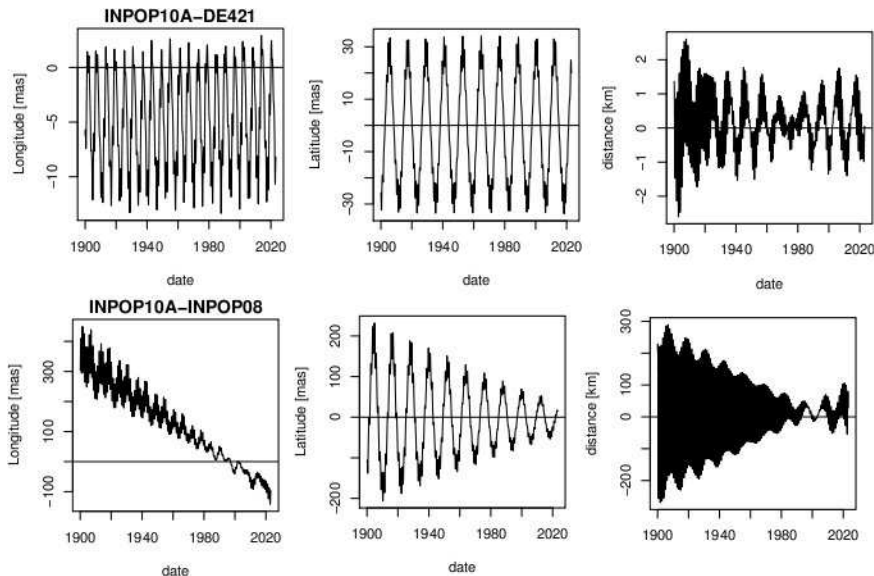 INPOP10A−DE421
Longitude [mas]
0
−5
−10
1900 1940 1980 2020
date
Latitude [mas]
30
10
−10
−30
1900 1940 1980 2020
date
distance [km]
2
1
0
−1
−2
1900 1940 1980 2020
date
INPOP10A−INPOP08
Longitude [mas]
300
100
−100
1900 1940 1980 2020
date
Latitude [mas]
200
100
0
−200
1900 1940 1980 2020
date
distance [km]
300
100
0
−200
1900 1940 1980 2020
date